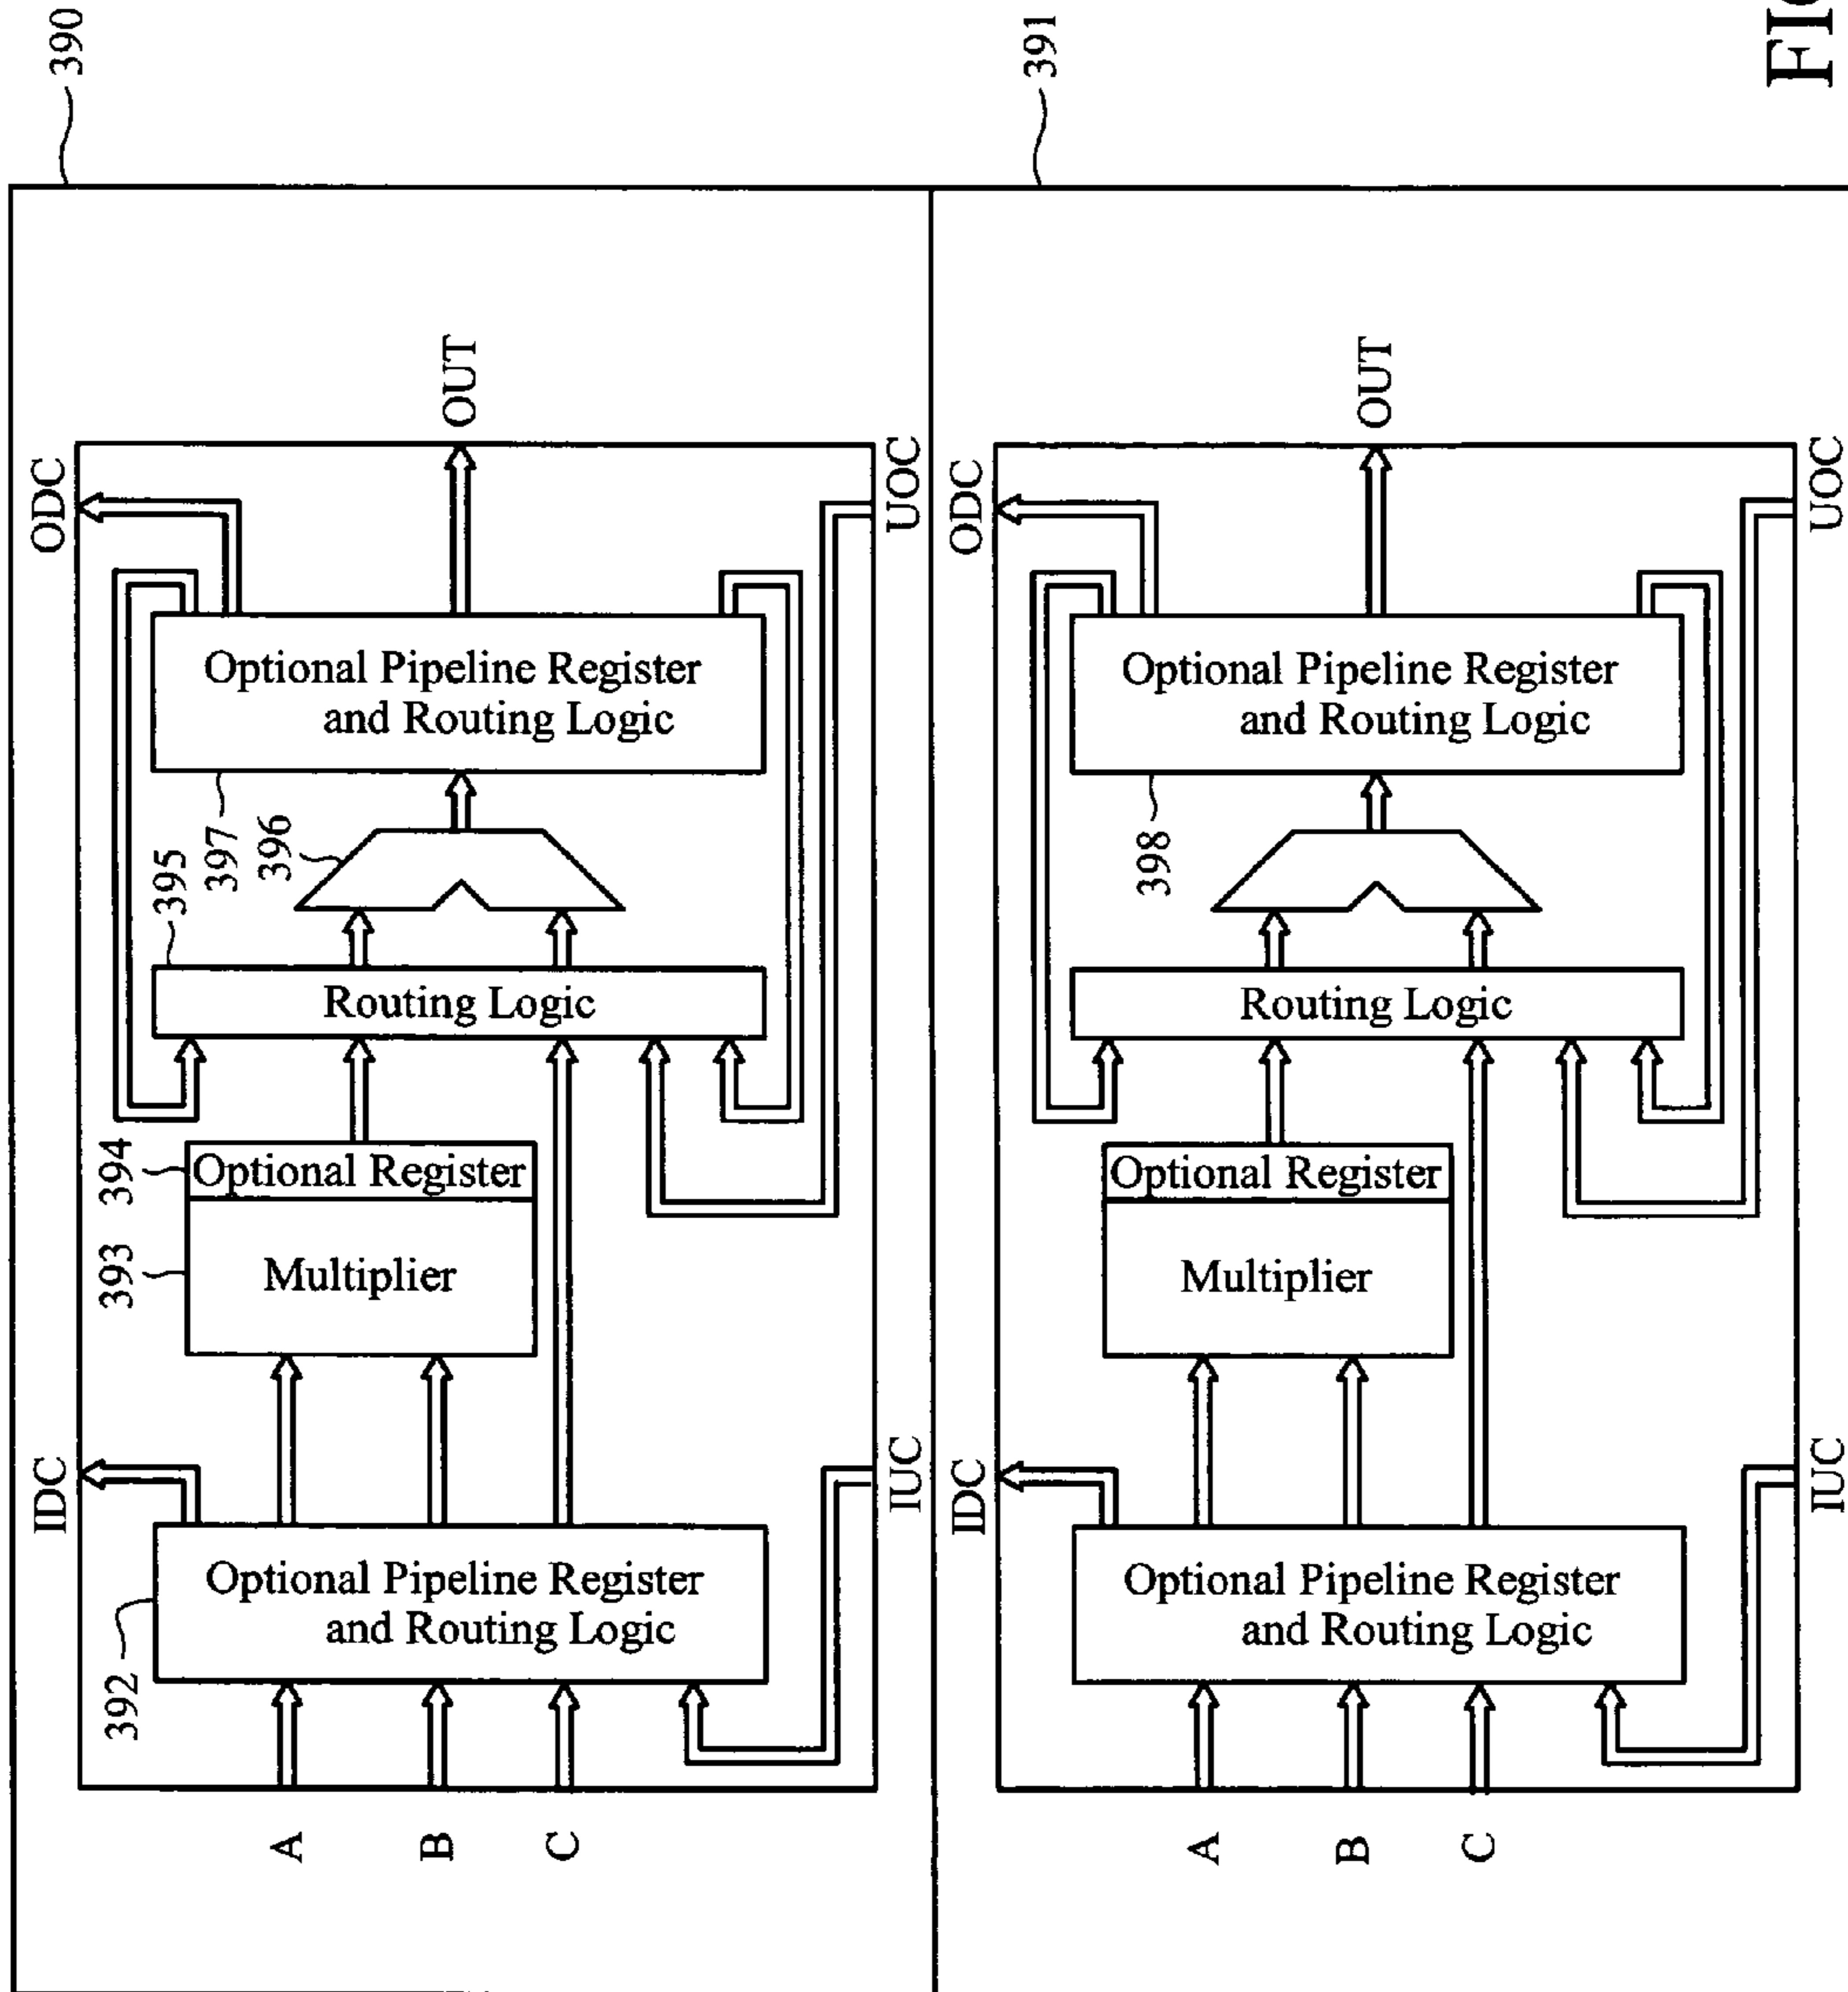 390
ODC
OUT
UOC
Optional Pipeline Register
and Routing Logic
397
396
395
Routing Logic
394
Optional Register
393
Multiplier
IDC
IUC
Optional Pipeline Register
and Routing Logic
392
A
B
C
391
ODC
OUT
UOC
Optional Pipeline Register
and Routing Logic
398
Routing Logic
Optional Register
Multiplier
IDC
IUC
Optional Pipeline Register
and Routing Logic
A
B
C